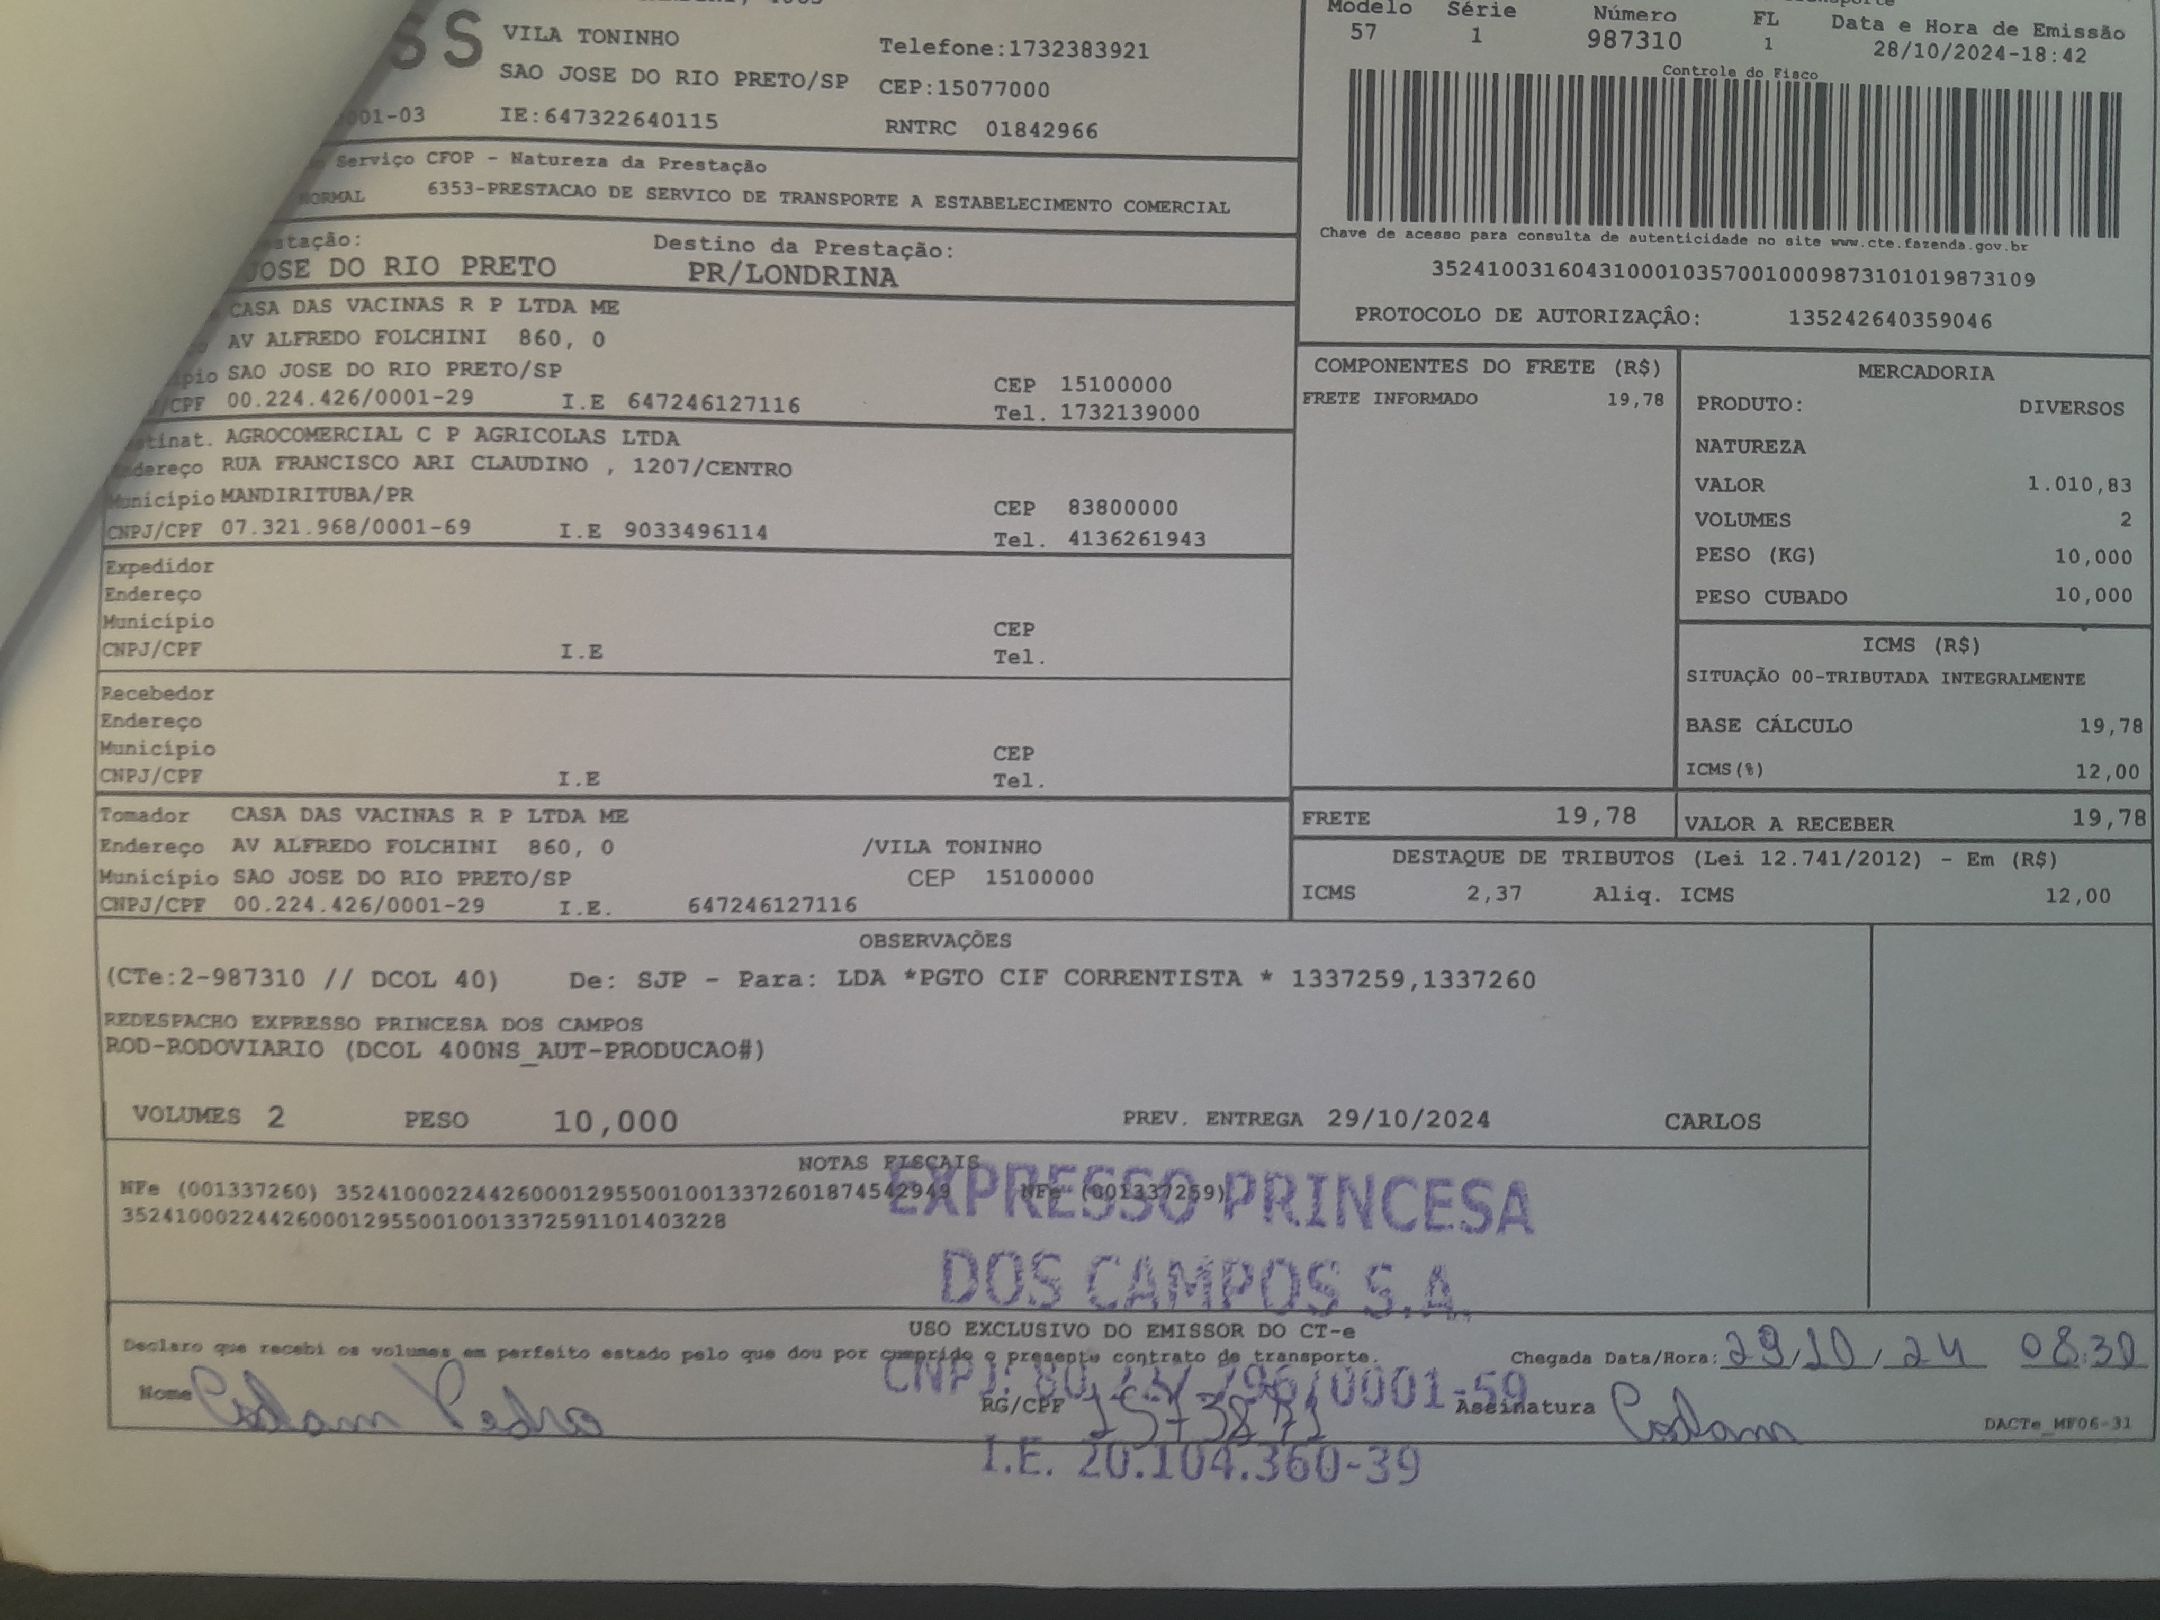 SS VILA TONINHO Telefone:1732383921
SAO JOSE DO RIO PRETO/SP CEP:15077000
001-03 IE:647322640115 RNTRC 01842966
Modelo Série Número FL Data e Hora de Emissão
57 1 987310 1 28/10/2024-18:42
Controle do Fisco
Chave de acesso para consulta de autenticidade no site www.cte.fazenda.gov.br
35241003160431000103570010009873101019873109
PROTOCOLO DE AUTORIZAÇÂO: 135242640359046
Serviço CFOP - Natureza da Prestação
NORMAL 6353-PRESTACAO DE SERVICO DE TRANSPORTE A ESTABELECIMENTO COMERCIAL
stação: Destino da Prestação:
JOSE DO RIO PRETO PR/LONDRINA
CASA DAS VACINAS R P LTDA ME
AV ALFREDO FOLCHINI 860, 0
ípio SAO JOSE DO RIO PRETO/SP CEP 15100000
J/CPF 00.224.426/0001-29 I.E 647246127116 Tel. 1732139000
stinat. AGROCOMERCIAL C P AGRICOLAS LTDA
ndereço RUA FRANCISCO ARI CLAUDINO , 1207/CENTRO
Município MANDIRITUBA/PR CEP 83800000
CNPJ/CPF 07.321.968/0001-69 I.E 9033496114 Tel. 4136261943
Expedidor
Endereço
Município CEP
CNPJ/CPF I.E Tel.
Recebedor
Endereço
Município CEP
CNPJ/CPF I.E Tel.
Tomador CASA DAS VACINAS R P LTDA ME
Endereço AV ALFREDO FOLCHINI 860, 0 /VILA TONINHO
Município SAO JOSE DO RIO PRETO/SP CEP 15100000
CNPJ/CPF 00.224.426/0001-29 I.E. 647246127116
COMPONENTES DO FRETE (R$)
FRETE INFORMADO 19,78
MERCADORIA
PRODUTO: DIVERSOS
NATUREZA
VALOR 1.010,83
VOLUMES 2
PESO (KG) 10,000
PESO CUBADO 10,000
ICMS (R$)
SITUAÇÃO 00-TRIBUTADA INTEGRALMENTE
BASE CÁLCULO 19,78
ICMS(%) 12,00
FRETE 19,78 VALOR A RECEBER 19,78
DESTAQUE DE TRIBUTOS (Lei 12.741/2012) - Em (R$)
ICMS 2,37 Aliq. ICMS 12,00
OBSERVAÇÕES
(CTe:2-987310 // DCOL 40) De: SJP - Para: LDA *PGTO CIF CORRENTISTA * 1337259,1337260
REDESPACHO EXPRESSO PRINCESA DOS CAMPOS
ROD-RODOVIARIO (DCOL 400NS_AUT-PRODUCAO#)
VOLUMES 2 PESO 10,000 PREV. ENTREGA 29/10/2024 CARLOS
NOTAS FISCAIS
NFe (001337260) 35241000224426000129550010013372601874542949 NFe (001337259)
35241000224426000129550010013372591101403228
EXPRESSO PRINCESA
DOS CAMPOS S.A.
USO EXCLUSIVO DO EMISSOR DO CT-e
Declaro que recebi os volumes em perfeito estado pelo que dou por cumprido o presente contrato de transporte. Chegada Data/Hora: 29/10/24 08:30
Nome Pedro RG/CPF Assinatura DACTe_MF06-31
CNPJ: /0001-59
I.E. 20.104.360-39